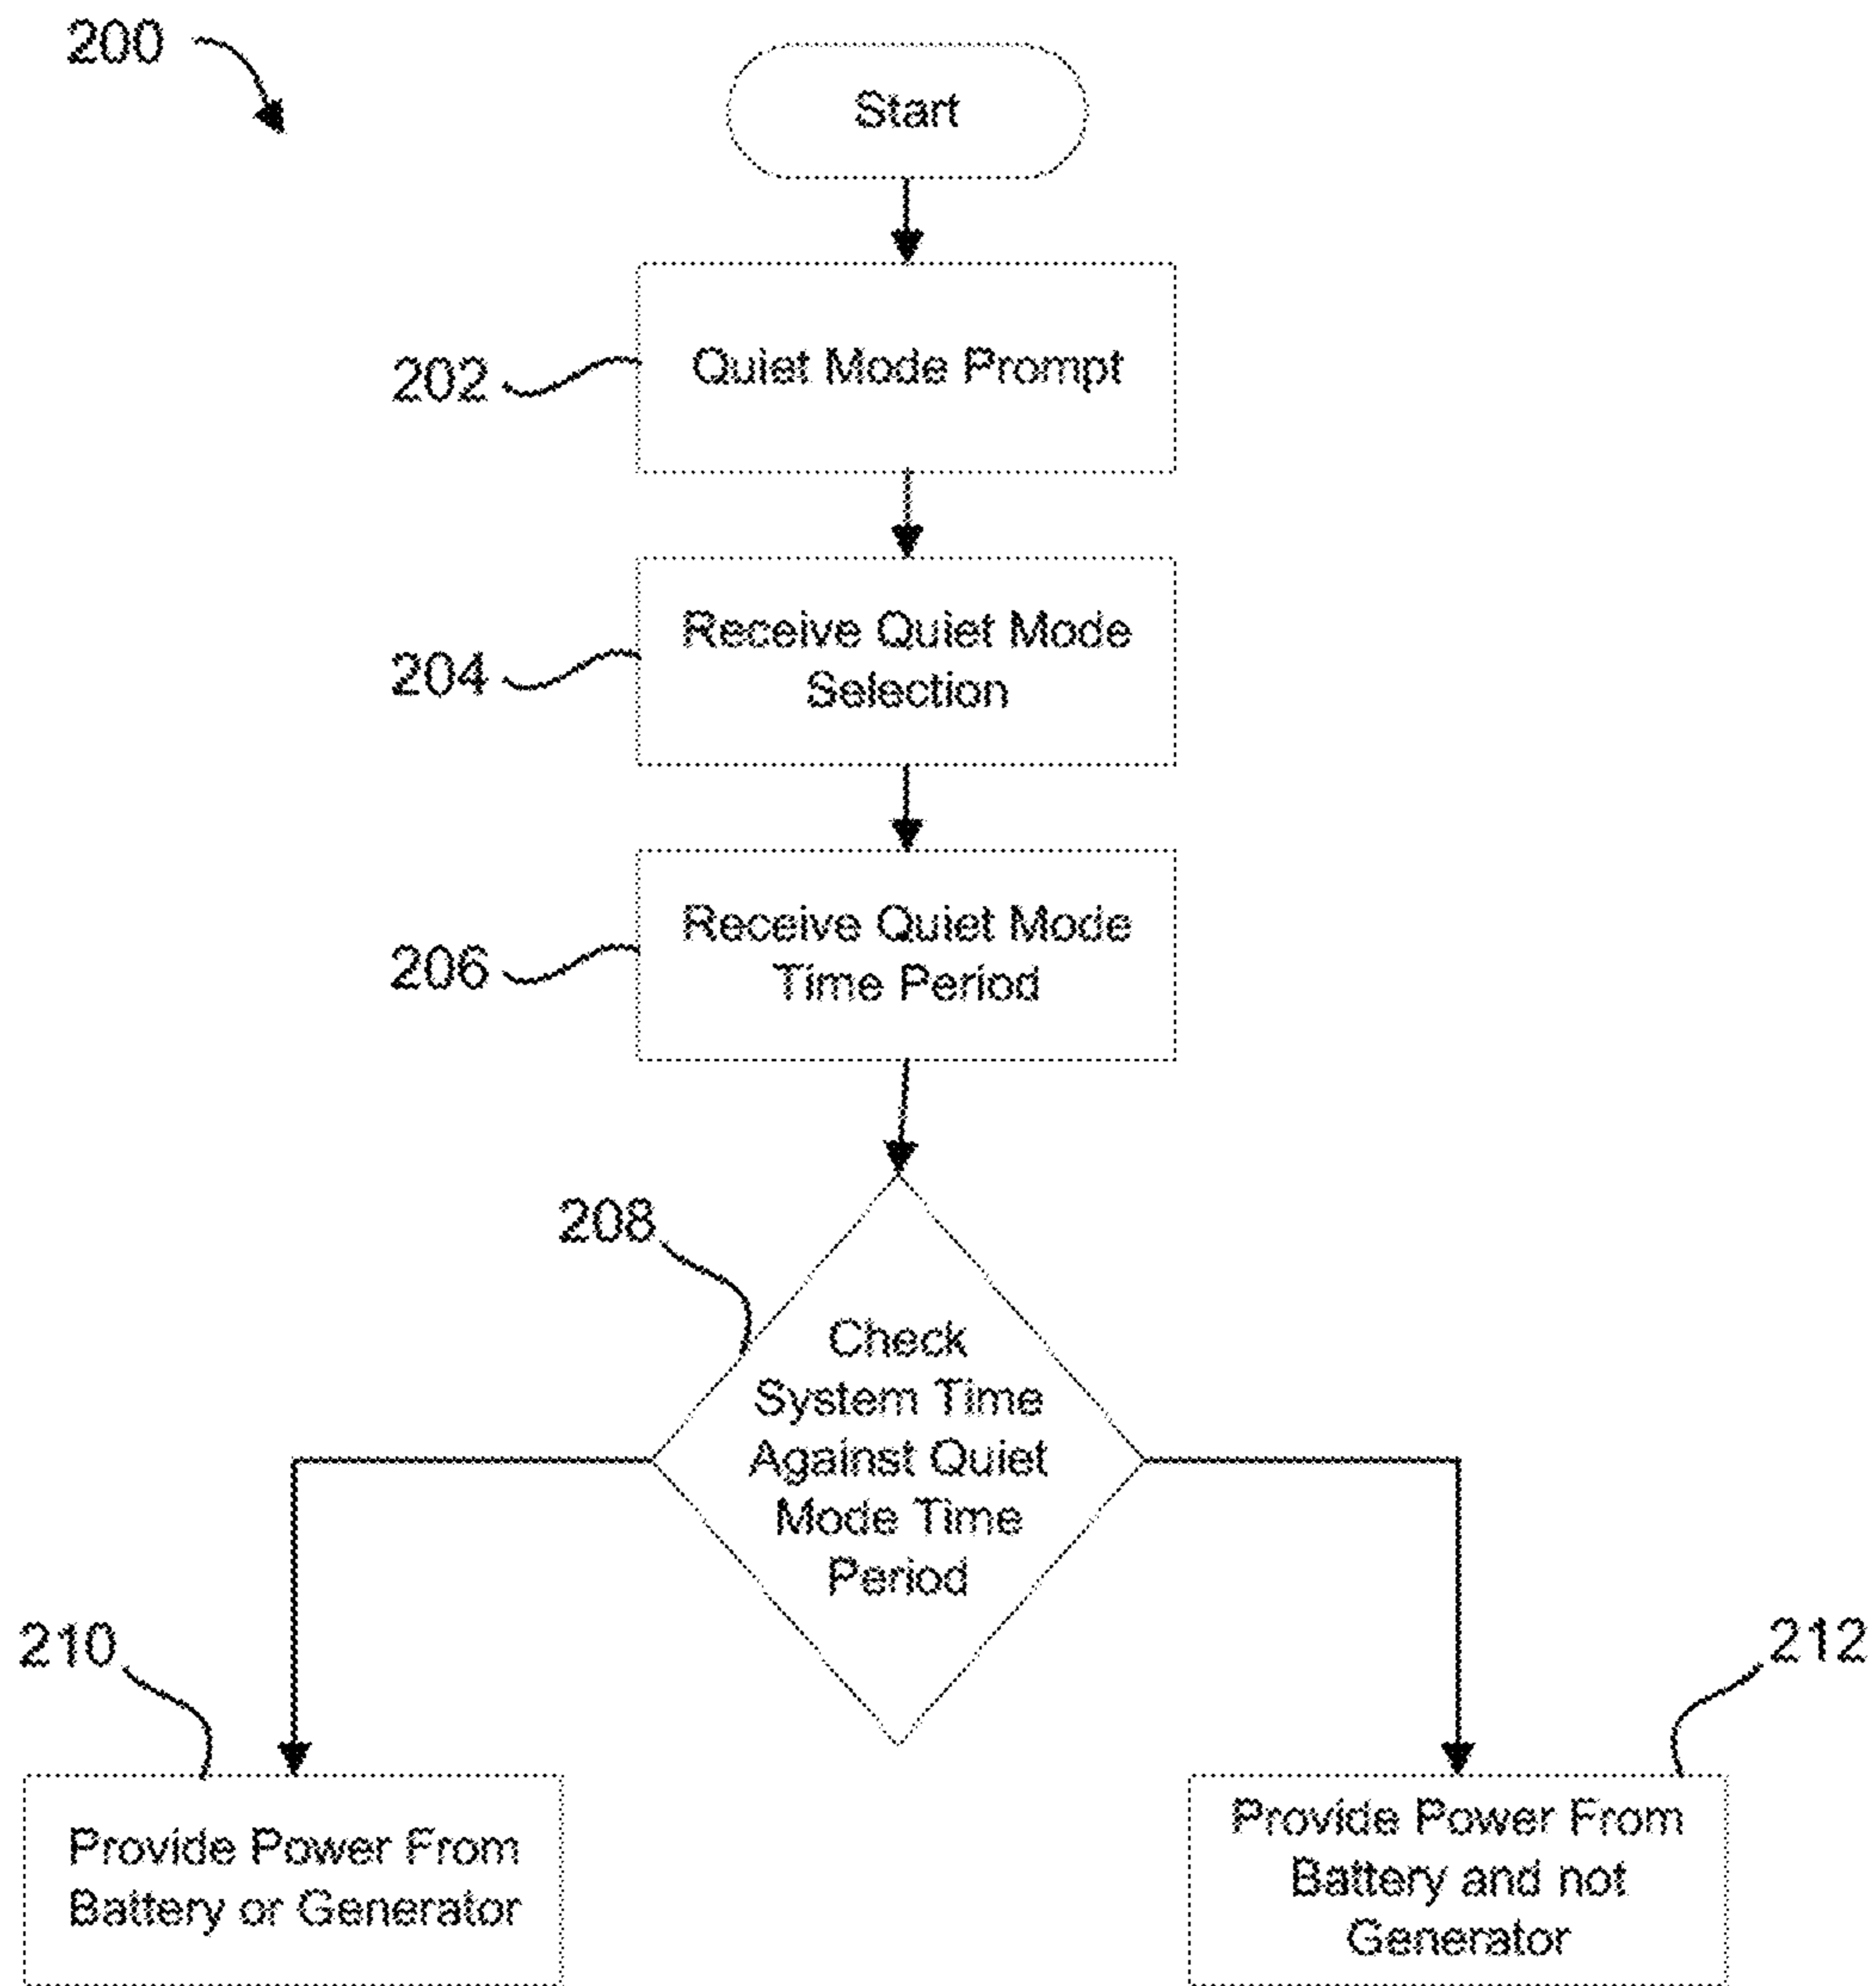 200
Start
202
Quiet Mode Prompt
204
Receive Quiet Mode
Selection
206
Receive Quiet Mode
Time Period
208
Check
System Time
Against Quiet
Mode Time
Period
210
212
Provide Power From
Battery or Generator
Provide Power From
Battery and not
Generator